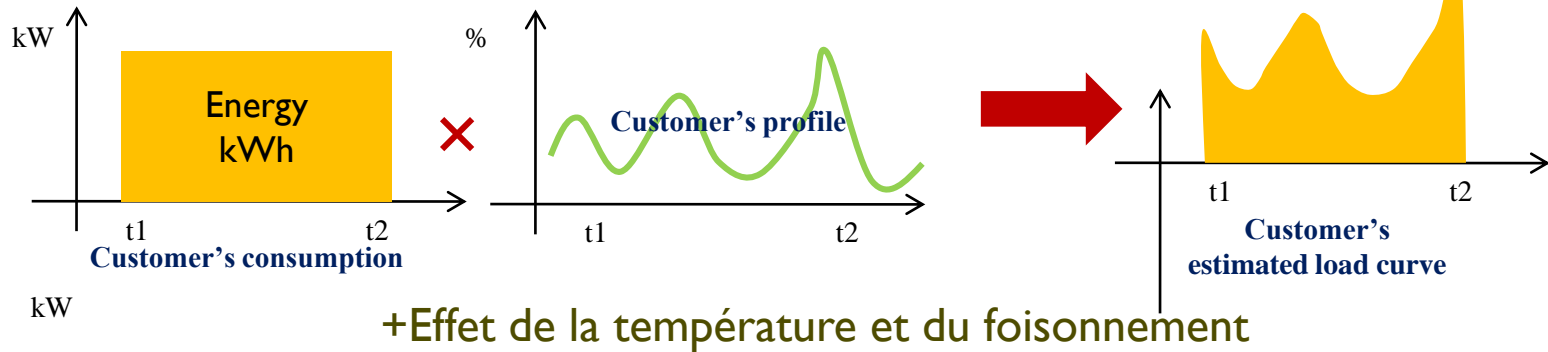 kW
Energy
kWh
t1
t2
Customer's consumption
×
%
Customer's profile
t1
t2
t1
t2
Customer's
estimated load curve
kW
+Effet de la température et du foisonnement